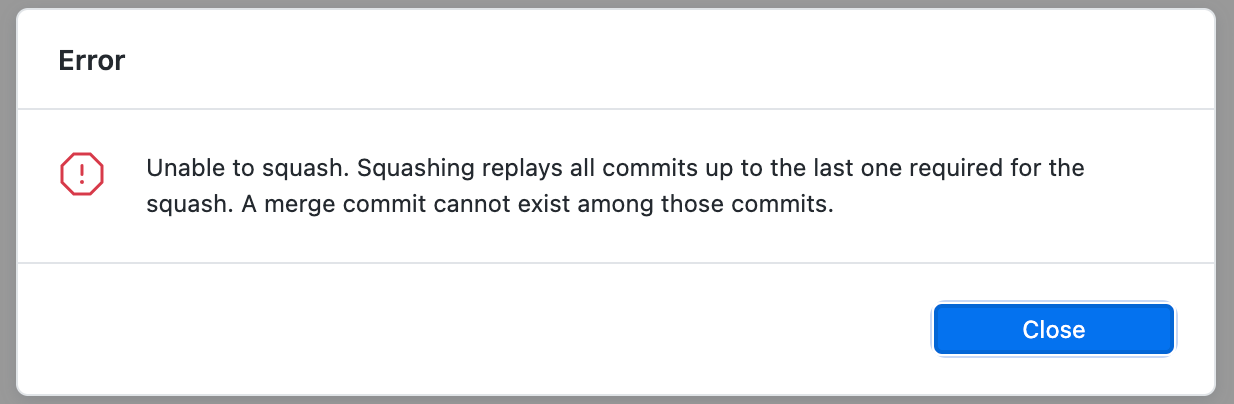 Error
Unable to squash. Squashing replays all commits up to the last one required for the
squash. A merge commit cannot exist among those commits.
Close